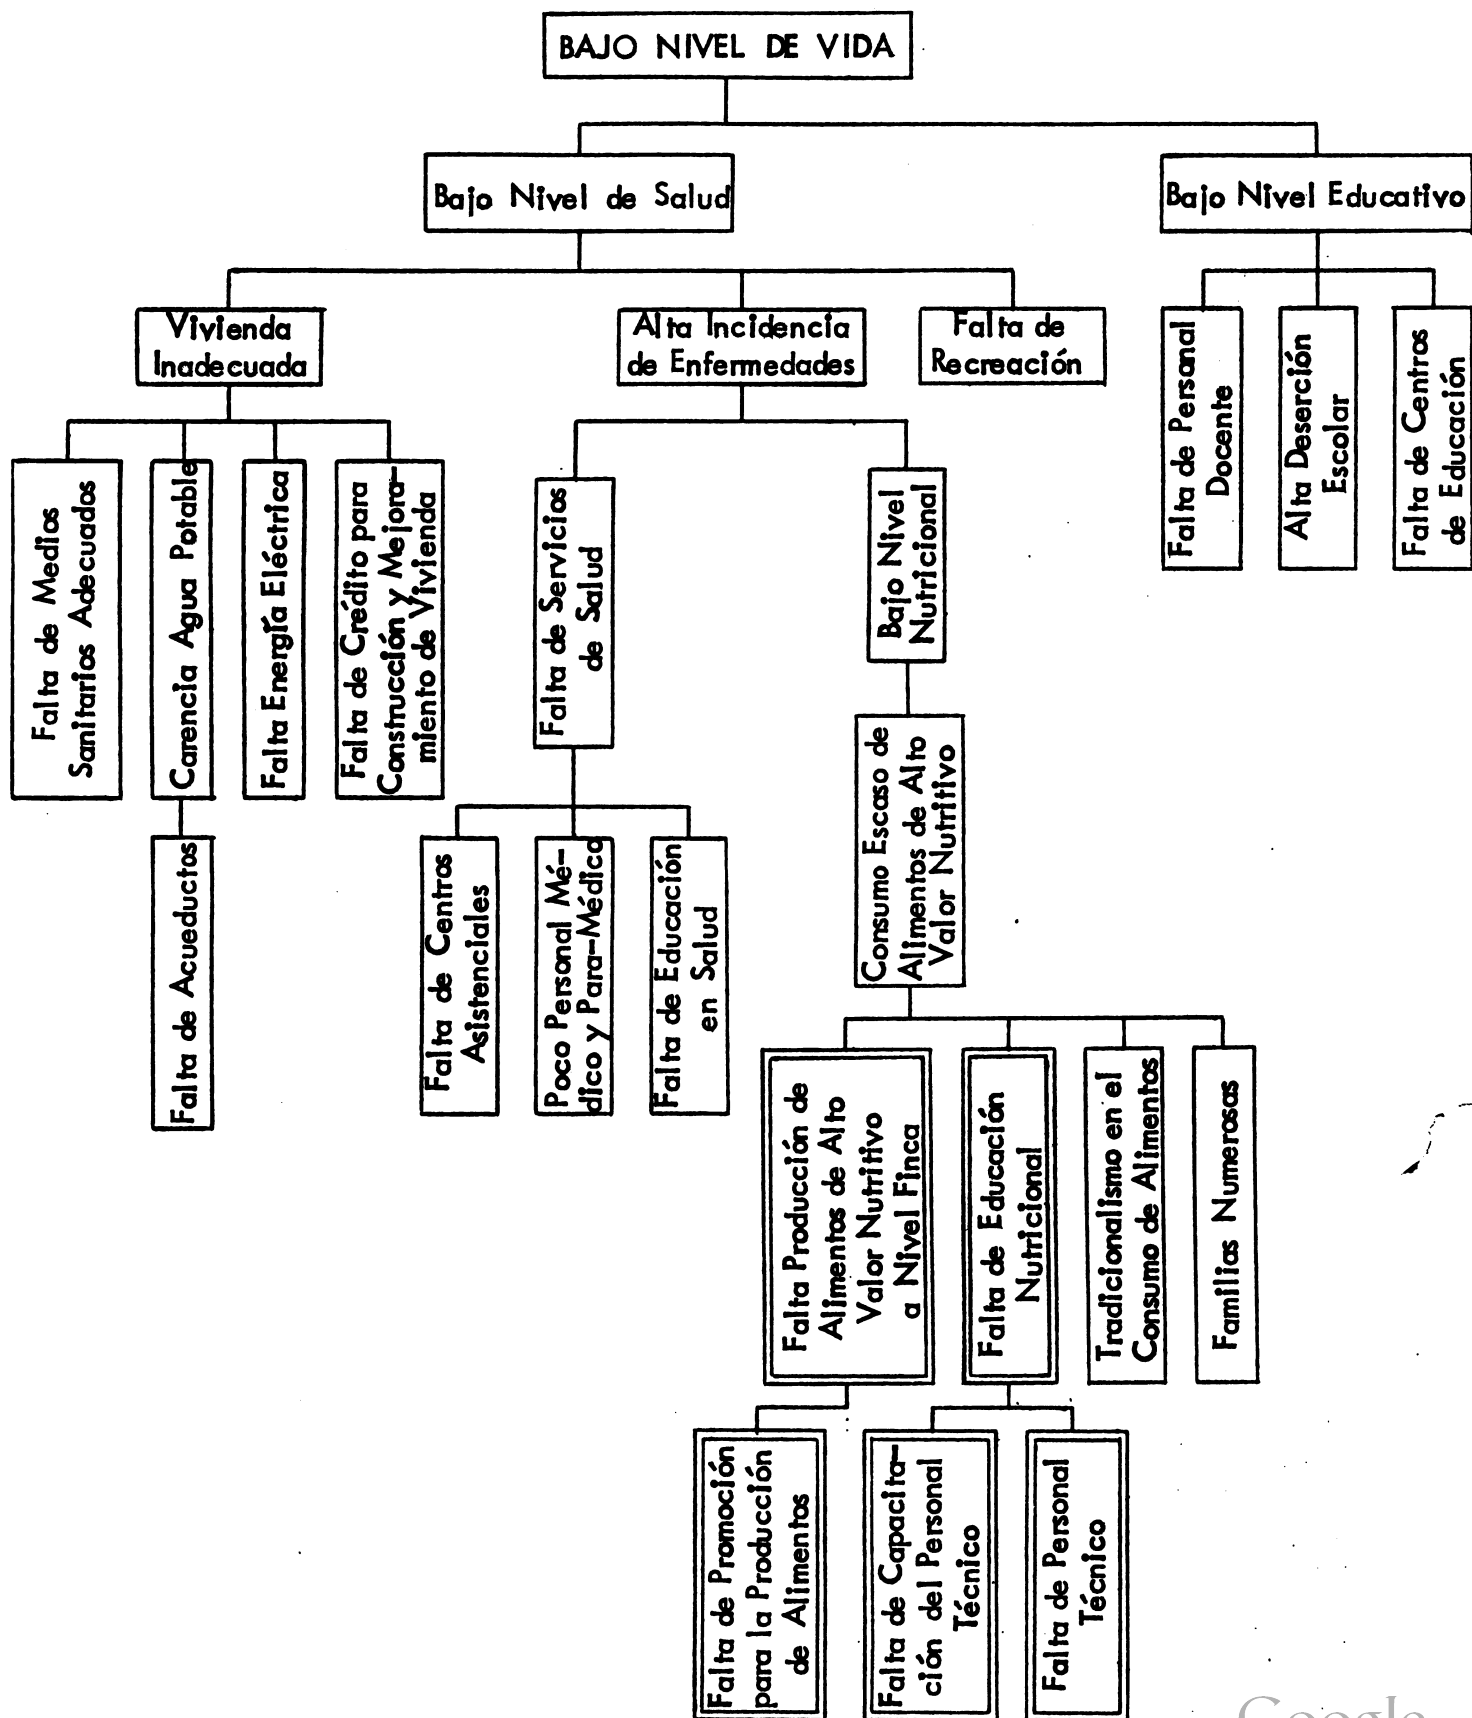 BAJO NIVEL DE VIDA
Bajo Nivel de Salud
Bajo Nivel Educativo
Vivienda
Inadecuada
Alta Incidencia
de Enfermedades
Falta de
Recreación
Falta de Personal
Docente
Alta Deserción
Escolar
Falta de Centros
de Educación
Falta de Medios
Sanitarios Adecuados
Carencia Agua Potable
Falta Energía Eléctrica
Falta de Crédito para
Construcción y Mejora-
miento de Vivienda
Falta de Servicios
de Salud
Bajo Nivel
Nutricional
Consumo Escaso de
Alimentos de Alto
Valor Nutritivo
Falta de Acueductos
Falta de Centros
Asistenciales
Poco Personal Mé-
dico y Para-Médico
Falta de Educación
en Salud
Falta Producción de
Alimentos de Alto
Valor Nutritivo
a Nivel Finca
Falta de Educación
Nutricional
Tradicionalismo en el
Consumo de Alimentos
Familias Numerosas
Falta de Promoción
para la Producción
de Alimentos
Falta de Capacita-
ción del Personal
Técnico
Falta de Personal
Técnico
Google